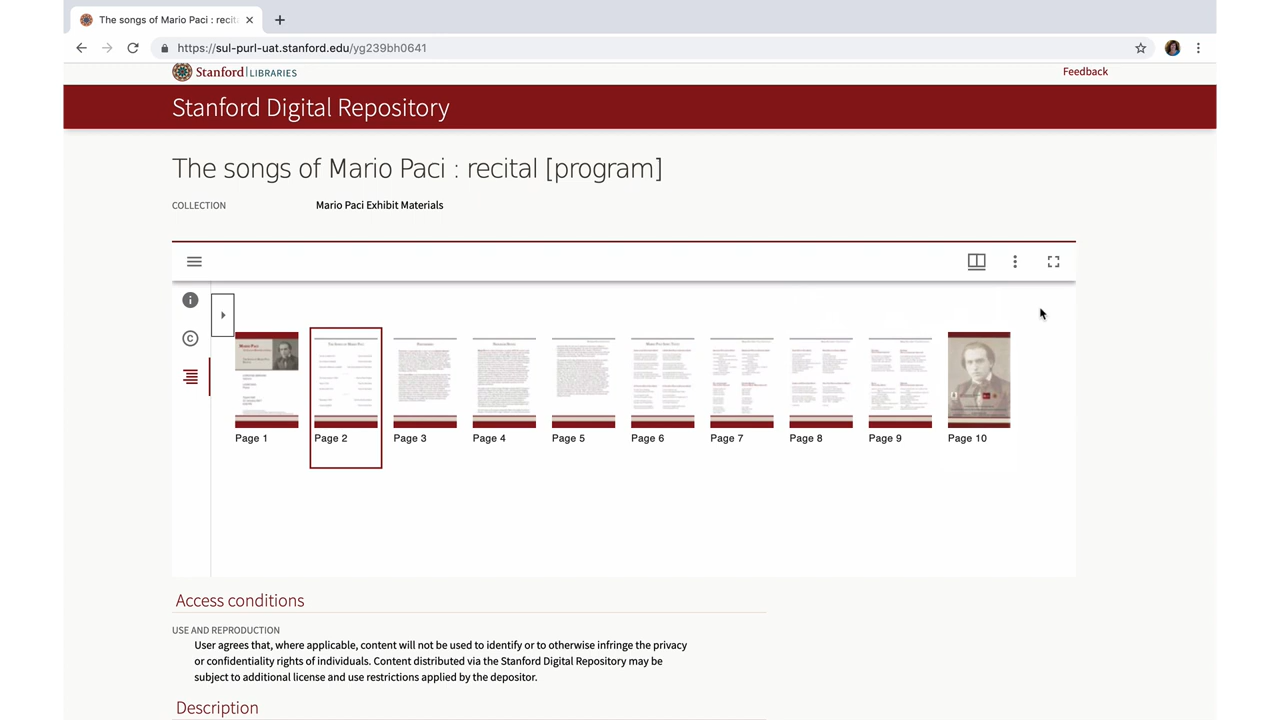 The songs of Mario Paci : recit
https://sul-purl-uat.stanford.edu/yg239bh0641
Stanford LIBRARIES
Feedback
Stanford Digital Repository
The songs of Mario Paci : recital [program]
COLLECTION Mario Paci Exhibit Materials
Page 1 Page 2 Page 3 Page 4 Page 5 Page 6 Page 7 Page 8 Page 9 Page 10
Access conditions
USE AND REPRODUCTION
User agrees that, where applicable, content will not be used to identify or to otherwise infringe the privacy
or confidentiality rights of individuals. Content distributed via the Stanford Digital Repository may be
subject to additional license and use restrictions applied by the depositor.
Description